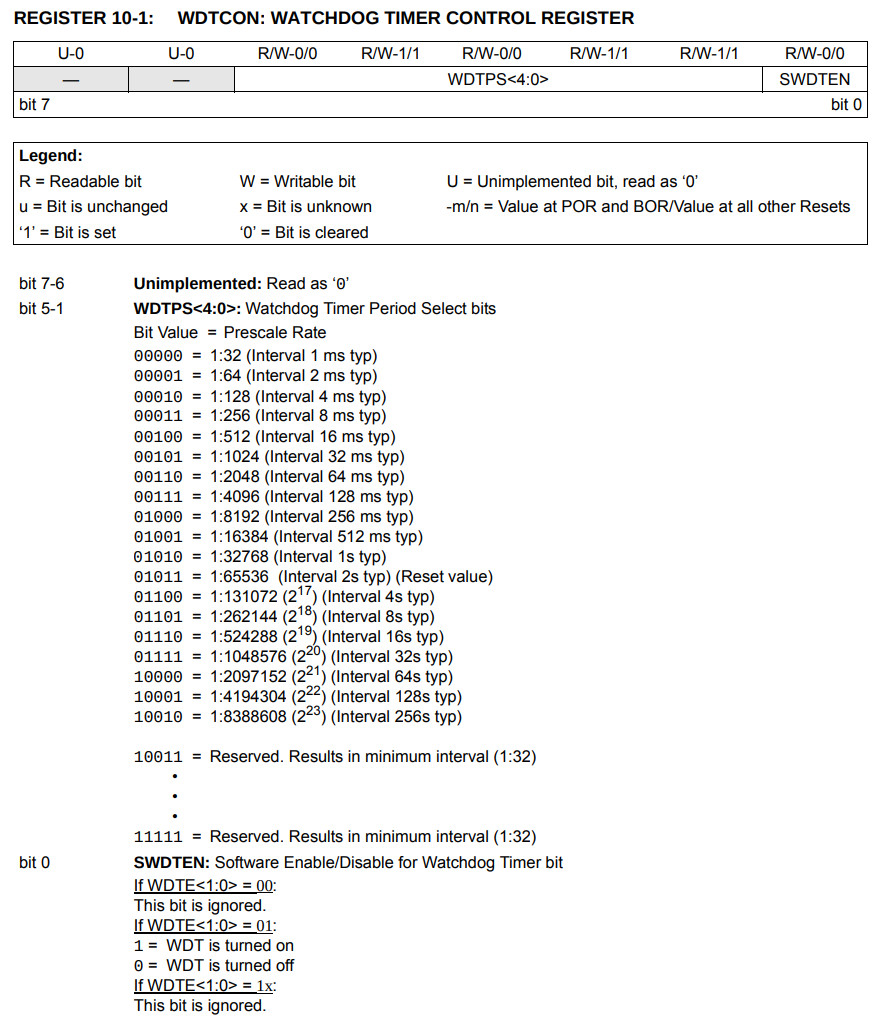 REGISTER 10-1: WDTCON: WATCHDOG TIMER CONTROL REGISTER
U-0 U-0 R/W-0/0 R/W-1/1 R/W-0/0 R/W-1/1 R/W-1/1 R/W-0/0
— — WDTPS<4:0> SWDTEN
bit 7 bit 0
Legend:
R = Readable bit W = Writable bit U = Unimplemented bit, read as ‘0’
u = Bit is unchanged x = Bit is unknown -m/n = Value at POR and BOR/Value at all other Resets
‘1’ = Bit is set ‘0’ = Bit is cleared
bit 7-6 Unimplemented: Read as ‘0’
bit 5-1 WDTPS<4:0>: Watchdog Timer Period Select bits
Bit Value = Prescale Rate
00000 = 1:32 (Interval 1 ms typ)
00001 = 1:64 (Interval 2 ms typ)
00010 = 1:128 (Interval 4 ms typ)
00011 = 1:256 (Interval 8 ms typ)
00100 = 1:512 (Interval 16 ms typ)
00101 = 1:1024 (Interval 32 ms typ)
00110 = 1:2048 (Interval 64 ms typ)
00111 = 1:4096 (Interval 128 ms typ)
01000 = 1:8192 (Interval 256 ms typ)
01001 = 1:16384 (Interval 512 ms typ)
01010 = 1:32768 (Interval 1s typ)
01011 = 1:65536 (Interval 2s typ) (Reset value)
01100 = 1:131072 (2¹⁷) (Interval 4s typ)
01101 = 1:262144 (2¹⁸) (Interval 8s typ)
01110 = 1:524288 (2¹⁹) (Interval 16s typ)
01111 = 1:1048576 (2²⁰) (Interval 32s typ)
10000 = 1:2097152 (2²¹) (Interval 64s typ)
10001 = 1:4194304 (2²²) (Interval 128s typ)
10010 = 1:8388608 (2²³) (Interval 256s typ)
10011 = Reserved. Results in minimum interval (1:32)
•
•
•
11111 = Reserved. Results in minimum interval (1:32)
bit 0 SWDTEN: Software Enable/Disable for Watchdog Timer bit
If WDTE<1:0> = 00:
This bit is ignored.
If WDTE<1:0> = 01:
1 = WDT is turned on
0 = WDT is turned off
If WDTE<1:0> = 1x:
This bit is ignored.